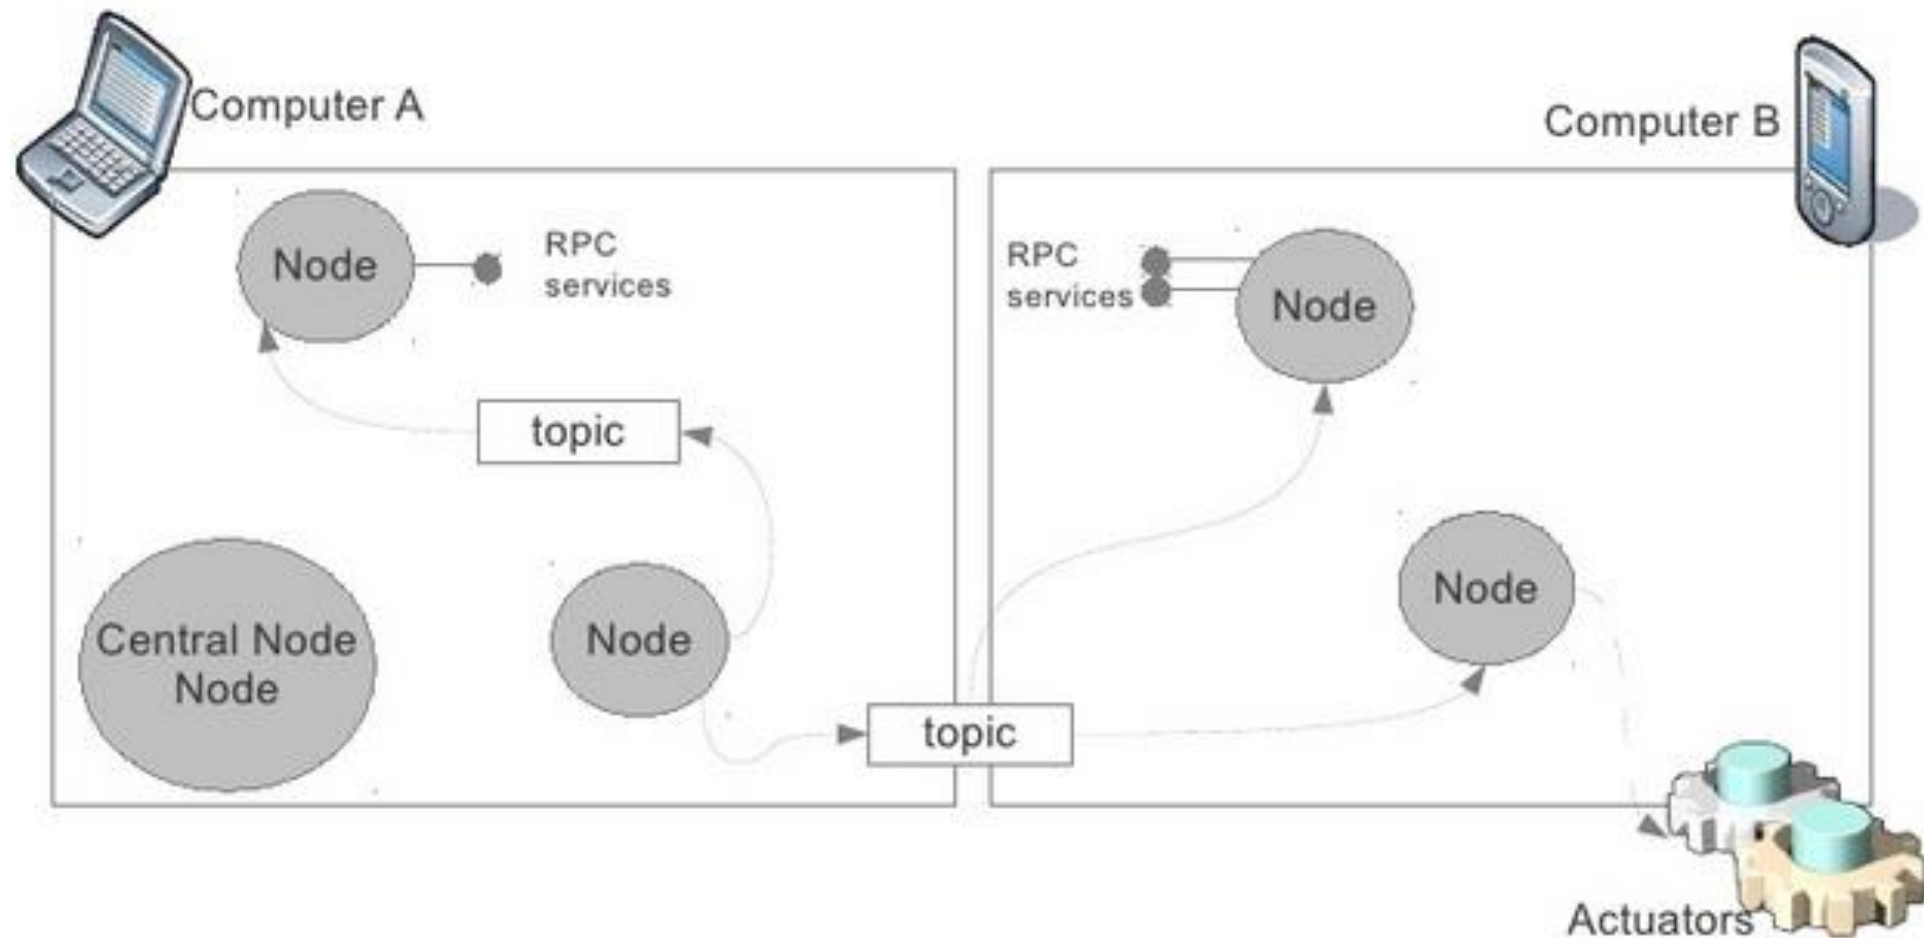 Computer A
Computer B
Node
RPC
services
topic
Central Node
Node
Node
topic
RPC
services
Node
Node
Actuators